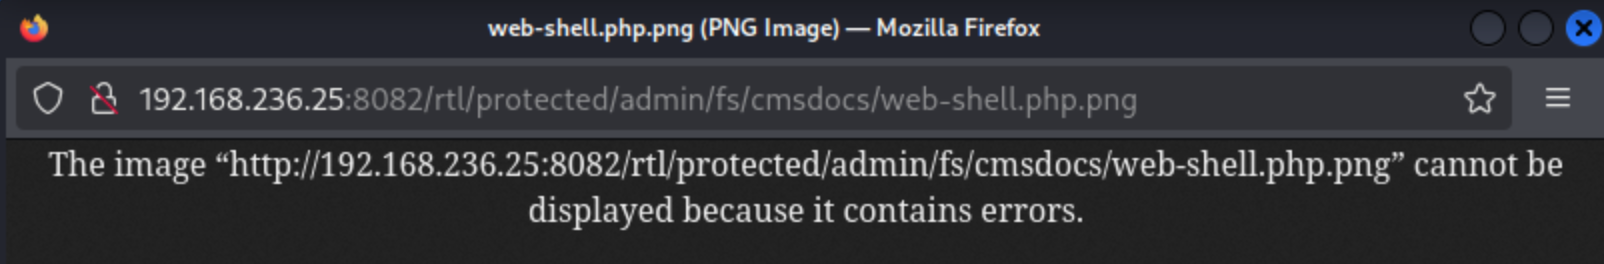 web-shell.php.png (PNG Image) — Mozilla Firefox
192.168.236.25:8082/rtl/protected/admin/fs/cmsdocs/web-shell.php.png
The image “http://192.168.236.25:8082/rtl/protected/admin/fs/cmsdocs/web-shell.php.png” cannot be
displayed because it contains errors.